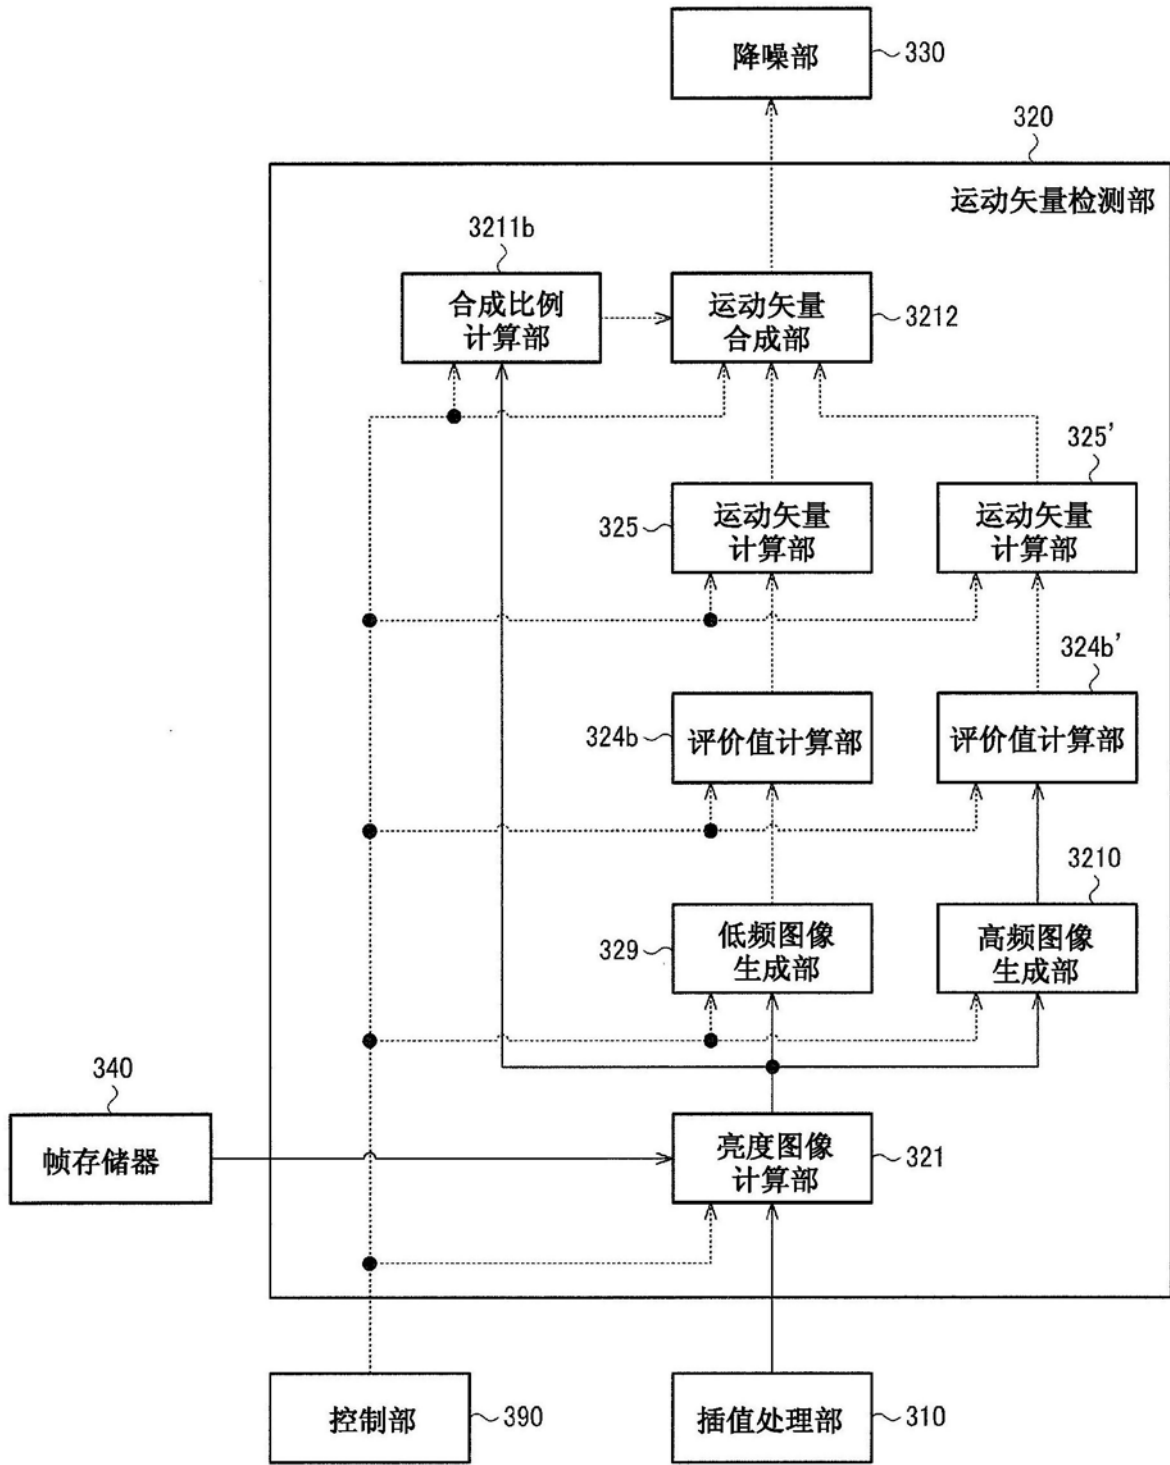 降噪部
330
320
运动矢量检测部
3211b
合成比例
计算部
运动矢量
合成部
3212
325'
325
运动矢量
计算部
运动矢量
计算部
324b'
324b
评价值计算部
评价值计算部
3210
329
低频图像
生成部
高频图像
生成部
340
帧存储器
亮度图像
计算部
321
控制部
390
插值处理部
310